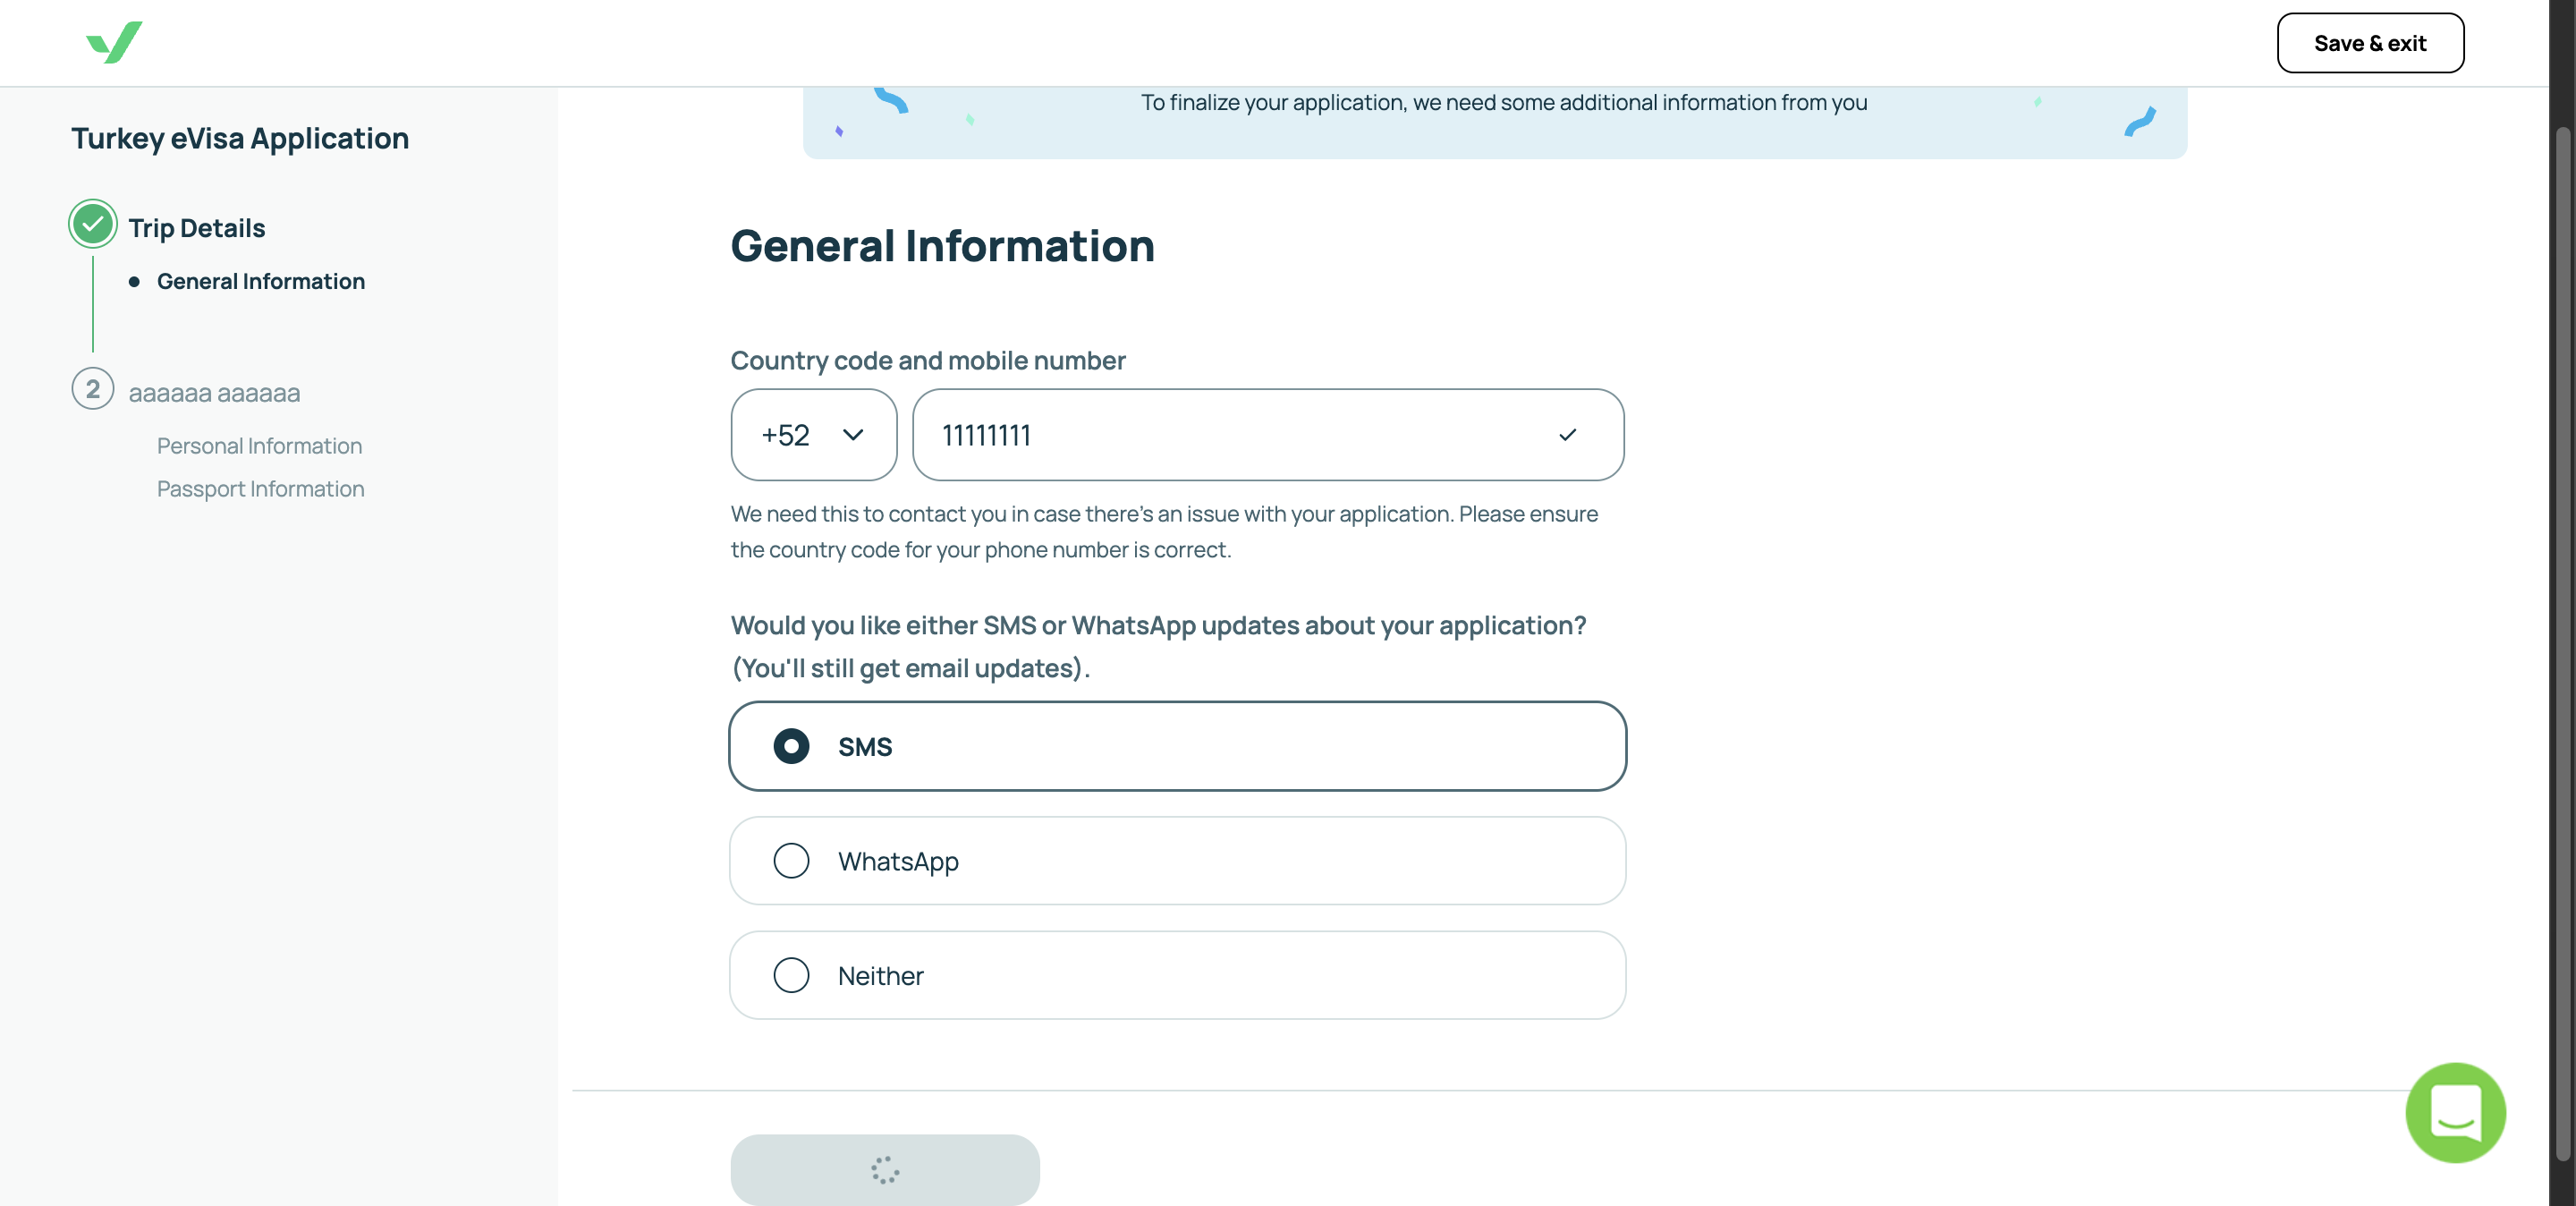 Save & exit
To finalize your application, we need some additional information from you
Turkey eVisa Application
Trip Details
General Information
2
aaaaaa aaaaaa
Personal Information
Passport Information
General Information
Country code and mobile number
+52
11111111
We need this to contact you in case there's an issue with your application. Please ensure
the country code for your phone number is correct.
Would you like either SMS or WhatsApp updates about your application?
(You'll still get email updates).
SMS
WhatsApp
Neither